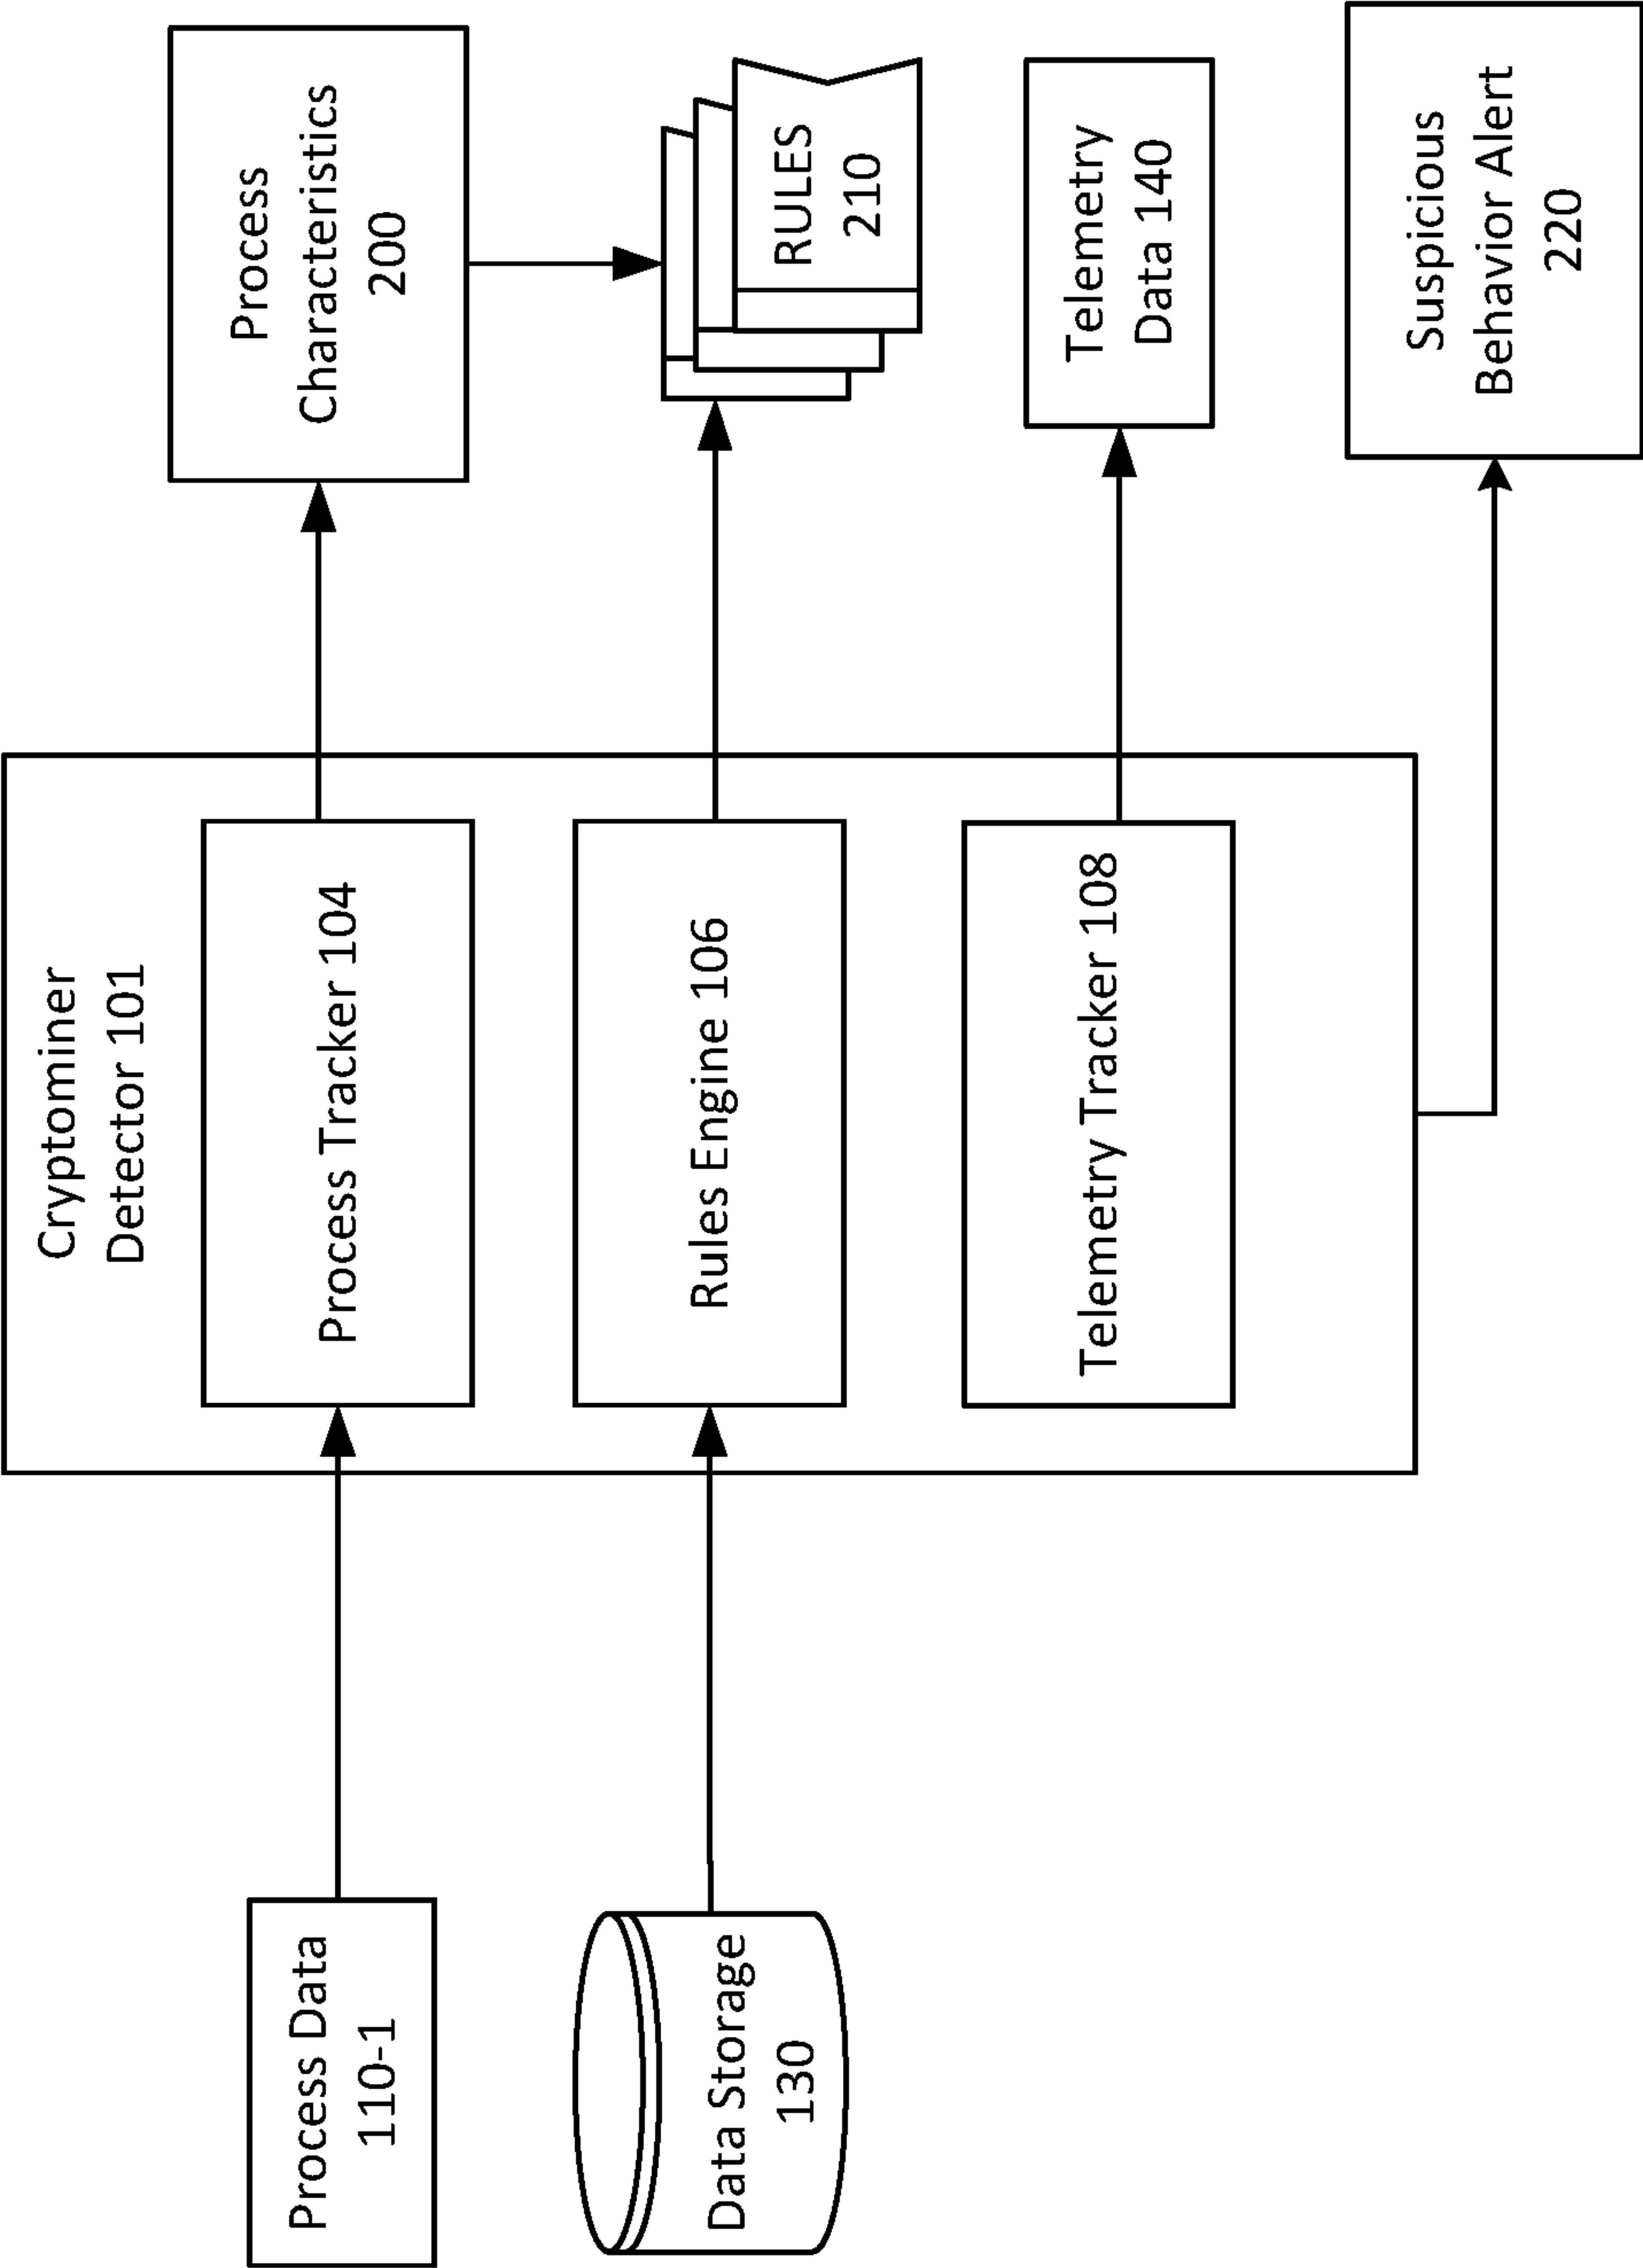 Process Data
110-1
Data Storage
130
Cryptominer
Detector 101
Process Tracker 104
Rules Engine 106
Telemetry Tracker 108
Process
Characteristics
200
RULES
210
Telemetry
Data 140
Suspicious
Behavior Alert
220